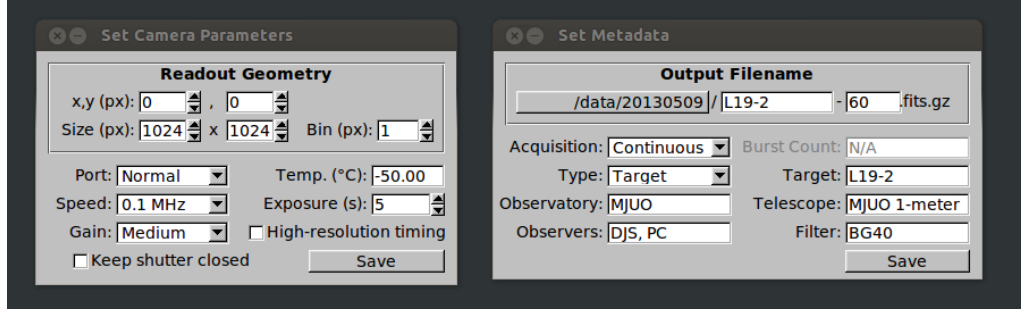 Set Camera Parameters
Readout Geometry
x,y (px): 0 , 0
Size (px): 1024 x 1024 Bin (px): 1
Port: Normal Temp. (°C): -50.00
Speed: 0.1 MHz Exposure (s): 5
Gain: Medium High-resolution timing
Keep shutter closed Save
Set Metadata
Output Filename
/data/20130509 / L19-2 - 60 .fits.gz
Acquisition: Continuous Burst Count: N/A
Type: Target Target: L19-2
Observatory: MJUO Telescope: MJUO 1-meter
Observers: DJS, PC Filter: BG40
Save